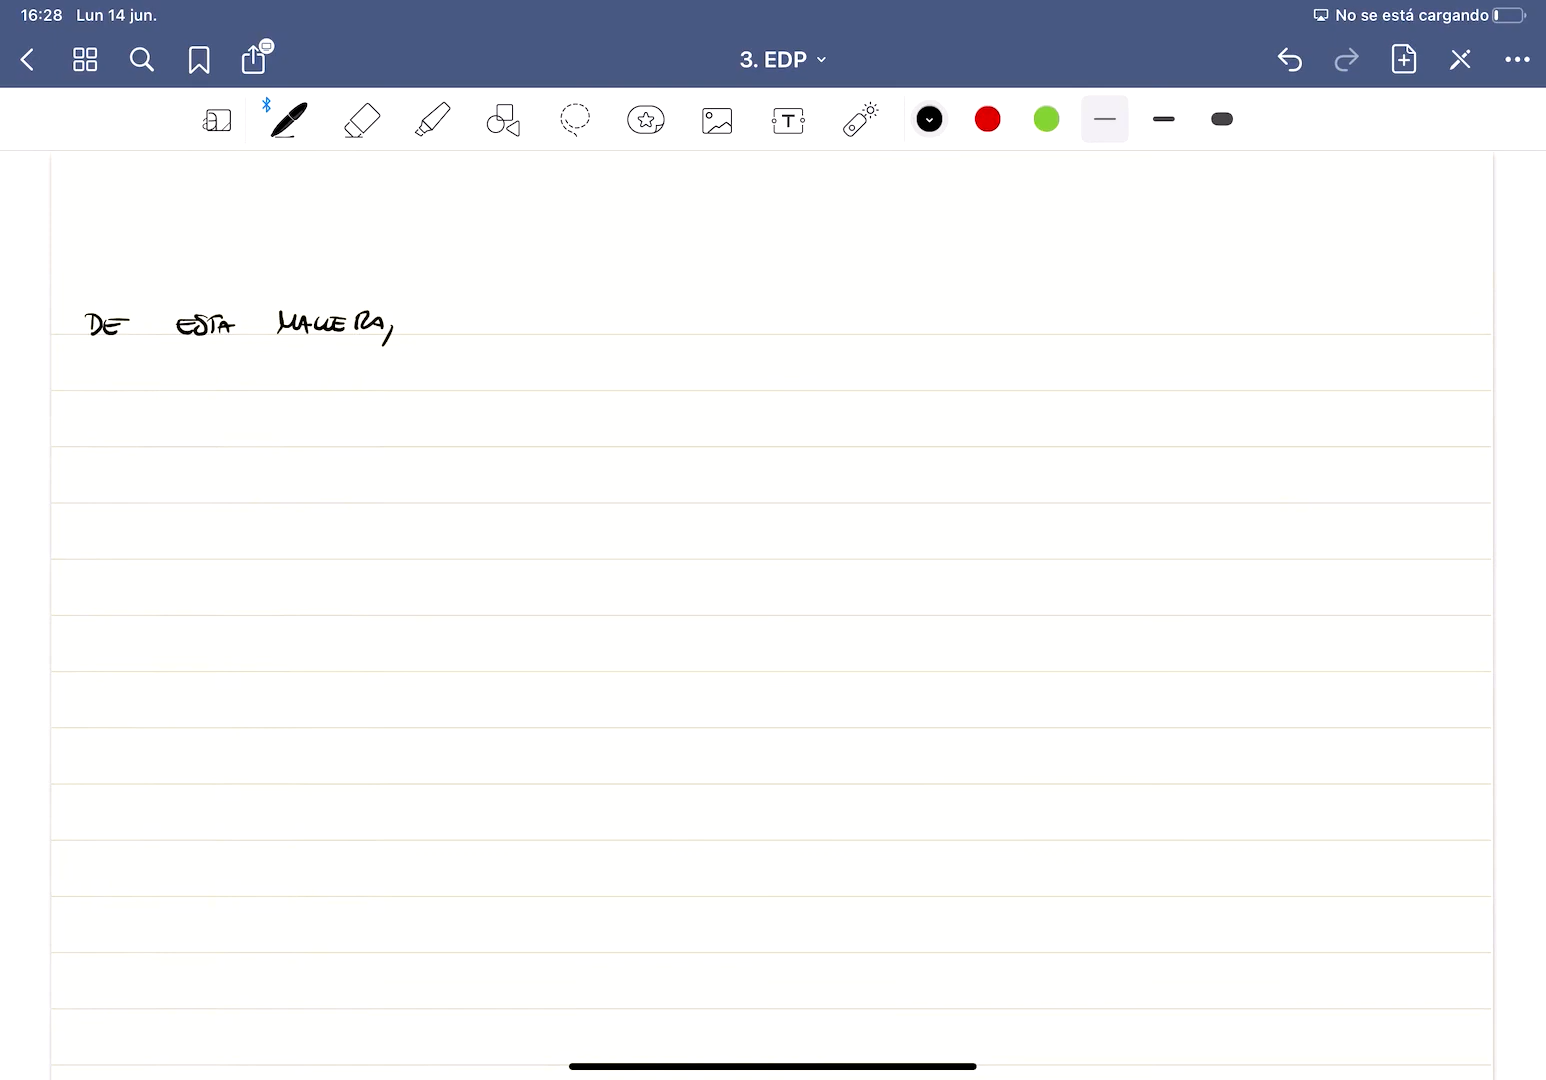 16:28 Lun 14 jun. No se está cargando
3. EDP
T
DE ESTA MANERA,